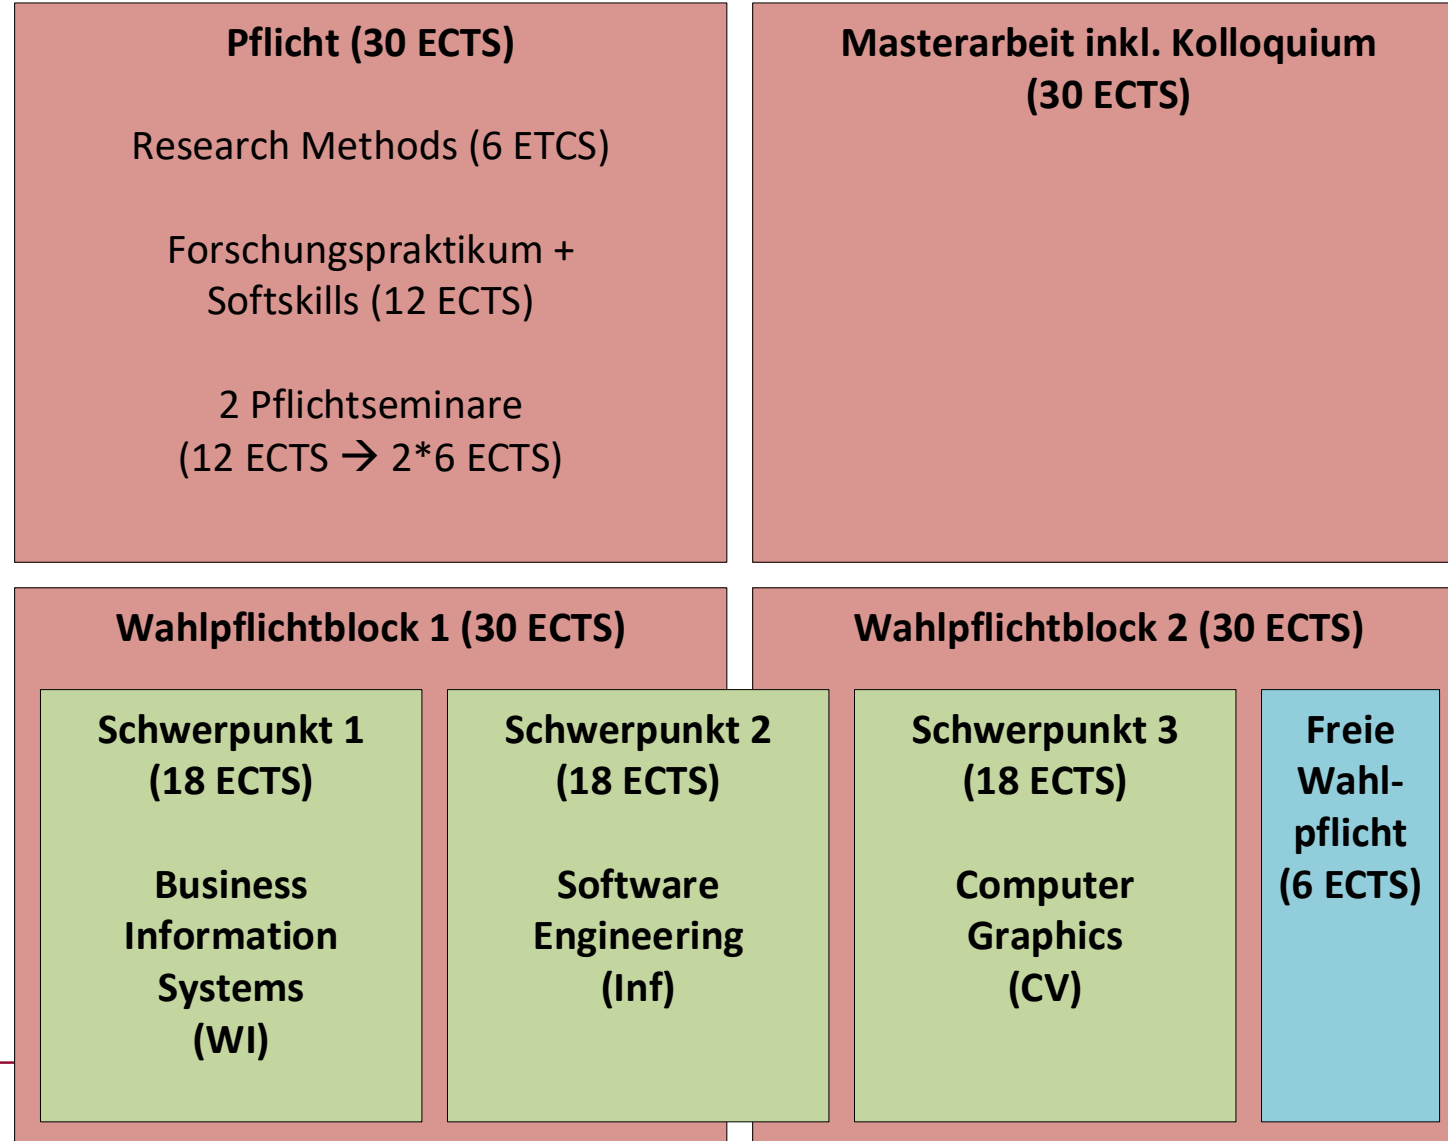 Pflicht (30 ECTS)
Research Methods (6 ETCS)
Forschungspraktikum +
Softskills (12 ECTS)
2 Pflichtseminare
(12 ECTS → 2*6 ECTS)
Masterarbeit inkl. Kolloquium
(30 ECTS)
Wahlpflichtblock 1 (30 ECTS)
Wahlpflichtblock 2 (30 ECTS)
Schwerpunkt 1
(18 ECTS)
Business
Information
Systems
(WI)
Schwerpunkt 2
(18 ECTS)
Software
Engineering
(Inf)
Schwerpunkt 3
(18 ECTS)
Computer
Graphics
(CV)
Freie
Wahl-
pflicht
(6 ECTS)